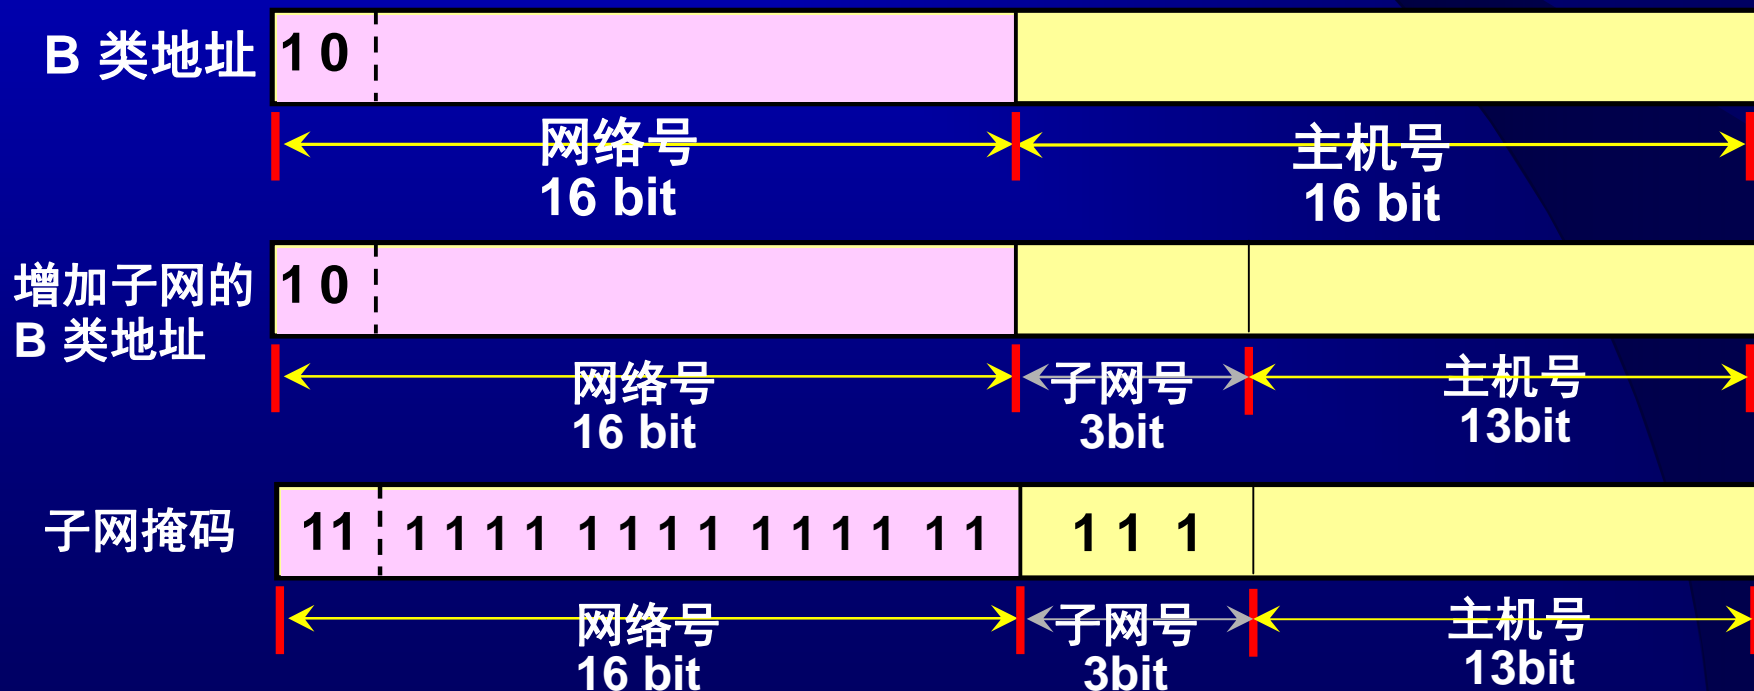 B 类地址
1 0
网络号
16 bit
主机号
16 bit
增加子网的
B 类地址
1 0
网络号
16 bit
子网号
3bit
主机号
13bit
子网掩码
11 1 1 1 1 1 1 1 1 1 1 1 1 1 1 1 1 1
网络号
16 bit
子网号
3bit
主机号
13bit